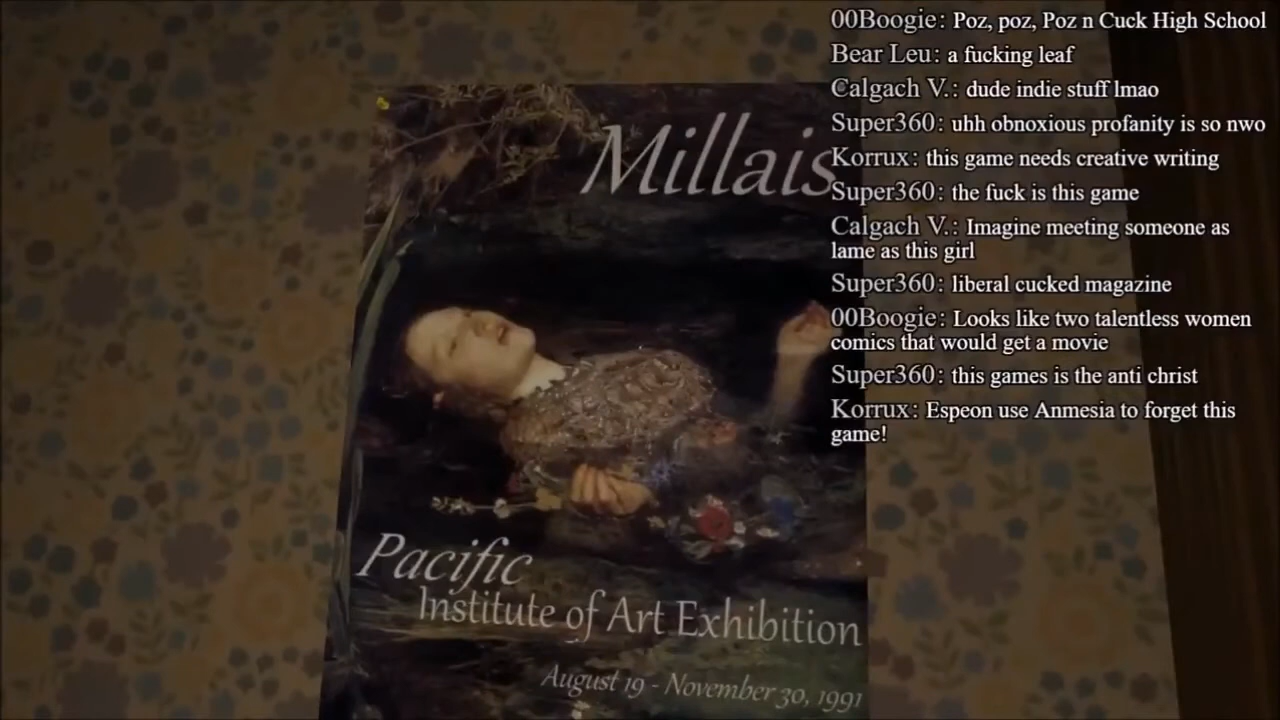 Millais
Pacific
Institute of Art Exhibition
August 19 - November 30, 1991
00Boogie: Poz, poz, Poz n Cuck High School
Bear Leu: a fucking leaf
Calgach V.: dude indie stuff lmao
Super360: uhh obnoxious profanity is so nwo
Korrux: this game needs creative writing
Super360: the fuck is this game
Calgach V.: Imagine meeting someone as
lame as this girl
Super360: liberal cucked magazine
00Boogie: Looks like two talentless women
comics that would get a movie
Super360: this games is the anti christ
Korrux: Espeon use Anmesia to forget this
game!